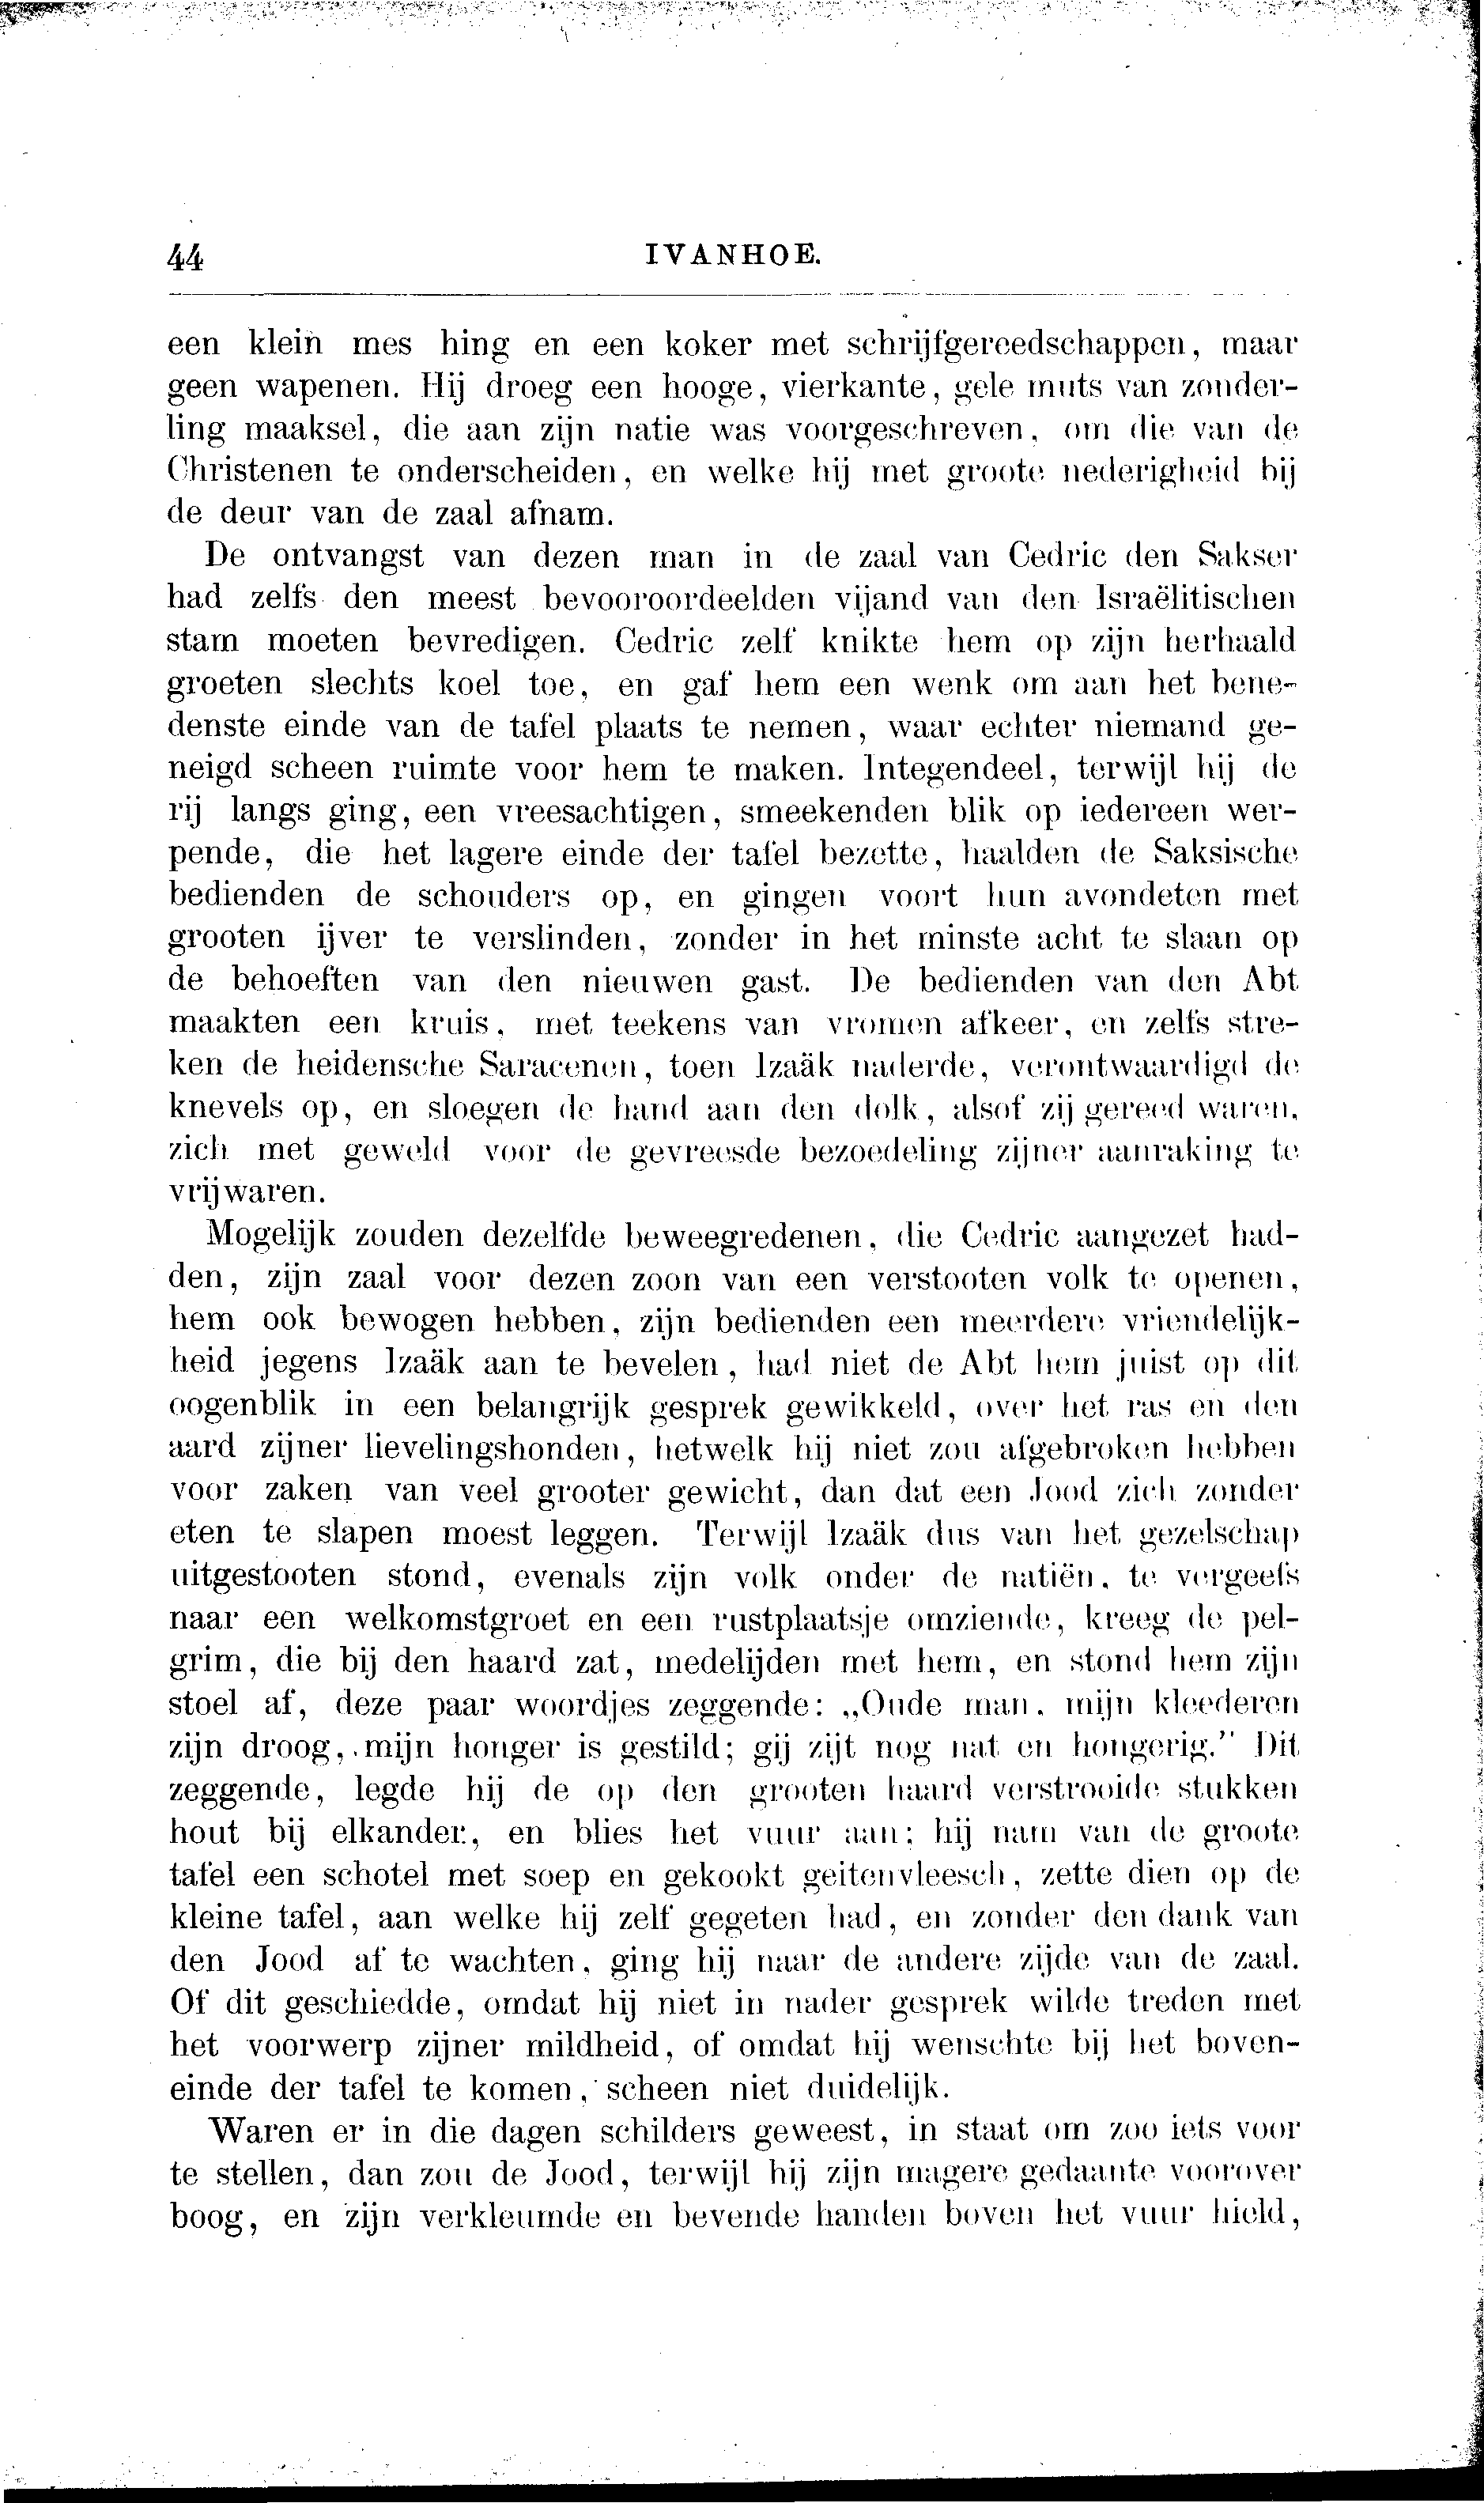 44
IVANHOE.
een klein mes hing en een koker met schrijfgereedschappen, maar
geen wapenen. Hij droeg een hooge, vierkante, gele muts van zonder-
ling maaksel, die aan zijn natie was voorgeschreven, om die van de
Christenen te onderscheiden, en welke hij met groote nederigheid bij
de deur van de zaal afnam.
De ontvangst van dezen man in de zaal van Cedric den Sakser
had zelfs den meest bevooroordeelden vijand van den Israëlitischen
stam moeten bevredigen. Cedric zelf knikte hem op zijn herhaald
groeten slechts koel toe, en gaf hem een wenk om aan het bene-
denste einde van de tafel plaats te nemen, waar echter niemand ge-
neigd scheen ruimte voor hem te maken. Integendeel, terwijl hij de
rij langs ging, een vreesachtigen, smeekenden blik op iedereen wer-
pende, die het lagere einde der tafel bezette, haalden de Saksische
bedienden de schouders op, en gingen voort hun avondeten met
grooten ijver te verslinden, zonder in het minste acht te slaan op
de behoeften van den nieuwen gast. De bedienden van den Abt
maakten een kruis, met teekens van vromen afkeer, en zelfs stre-
ken de heidensche Saracenen, toen Izaäk naderde, verontwaardigd de
knevels op, en sloegen de hand aan den dolk, alsof zij gereed waren,
zich met geweld voor de gevreesde bezoedeling zijner aanraking te
vrijwaren.
Mogelijk zouden dezelfde beweegredenen, die Cedric aangezet had-
den, zijn zaal voor dezen zoon van een verstooten volk te openen,
hem ook bewogen hebben, zijn bedienden een meerdere vriendelijk-
heid jegens Izaäk aan te bevelen, had niet de Abt hem juist op dit
oogenblik in een belangrijk gesprek gewikkeld, over het ras en den
aard zijner lievelingshonden, hetwelk hij niet zou afgebroken hebben
voor zaken van veel grooter gewicht, dan dat een Jood zich zonder
eten te slapen moest leggen. Terwijl Izaäk dus van het gezelschap
uitgestooten stond, evenals zijn volk onder de natiën, te vergeefs
naar een welkomstgroet en een rustplaatsje omziende, kreeg de pel-
grim, die bij den haard zat, medelijden met hem, en stond hem zijn
stoel af, deze paar woordjes zeggende: „Oude man, mijn kleederen
zijn droog, mijn honger is gestild; gij zijt nog nat en hongerig.” Dit
zeggende, legde hij de op den grooten haard verstrooide stukken
hout bij elkander, en blies het vuur aan; hij nam van de groote
tafel een schotel met soep en gekookt geitenvleesch, zette dien op de
kleine tafel, aan welke hij zelf gegeten had, en zonder den dank van
den Jood af te wachten, ging hij naar de andere zijde van de zaal.
Of dit geschiedde, omdat hij niet in nader gesprek wilde treden met
het voorwerp zijner mildheid, of omdat hij wenschte bij het boven-
einde der tafel te komen, scheen niet duidelijk.
Waren er in die dagen schilders geweest, in staat om zoo iets voor
te stellen, dan zou de Jood, terwijl hij zijn magere gedaante voorover
boog, en zijn verkleumde en bevende handen boven het vuur hield,